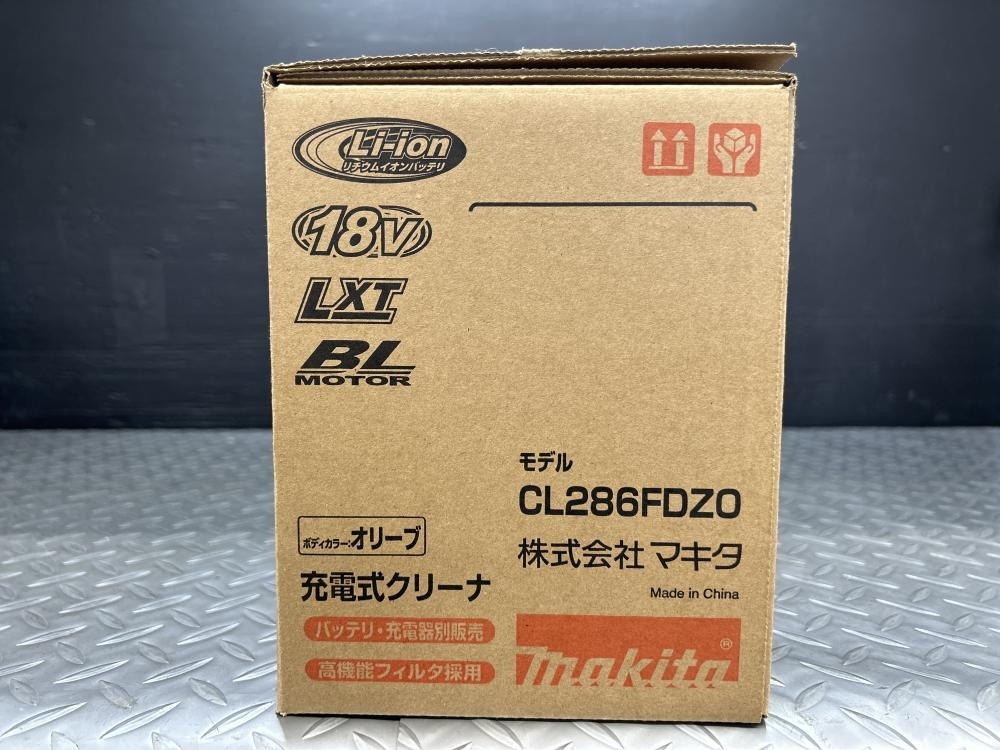 Li-ion
リチウムイオンバッテリ
18V
LXT
BL
MOTOR
モデル
CL286FDZO
株式会社 マキタ
Made in China
ボディカラー:オリーブ
充電式クリーナ
バッテリ・充電器別販売
高機能フィルタ採用
makita®